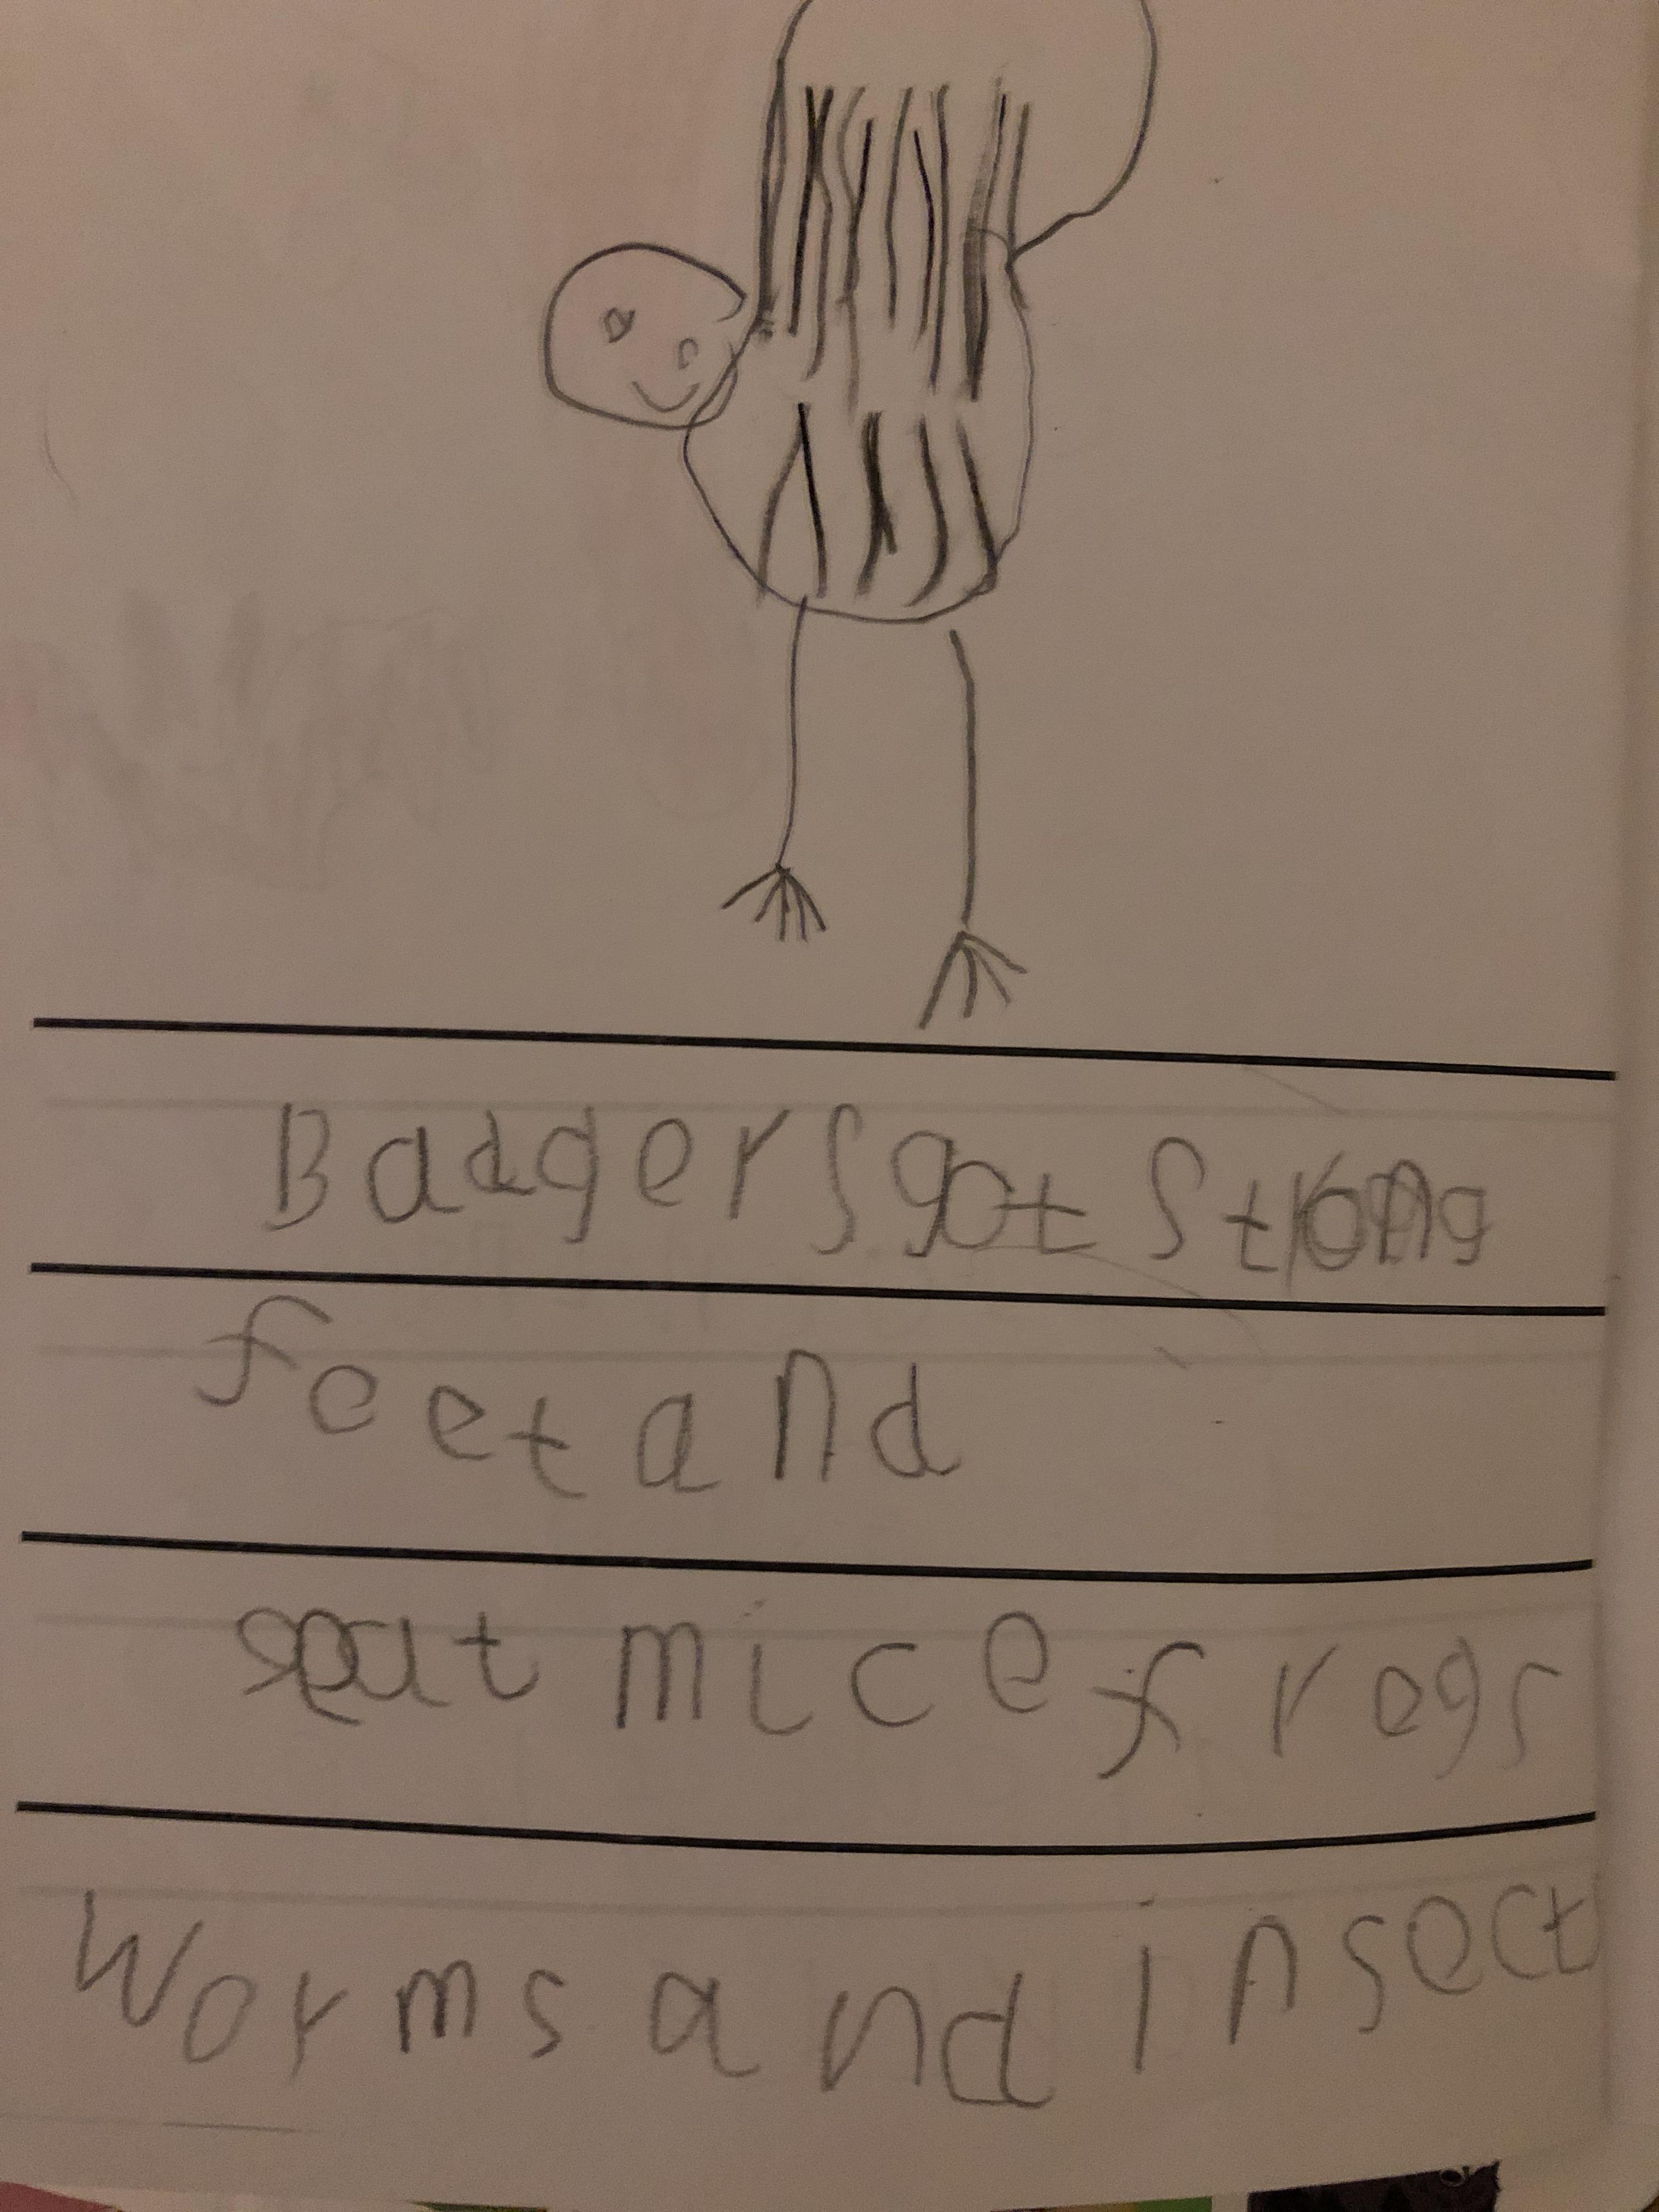 Badgers got strong
feet and
eat mice frogs
worms and insect